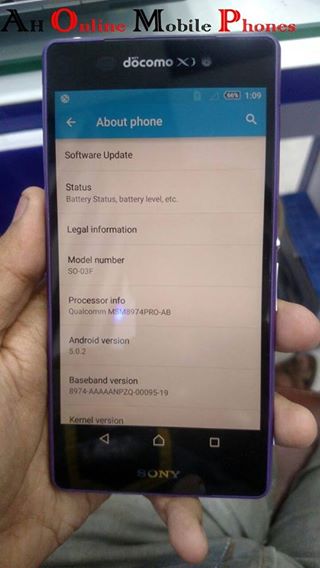 AH ONLINE MOBILE PHONES
döcomo Xi
66% 1:09
About phone
Software Update
Status
Battery Status, battery level, etc.
Legal information
Model number
SO-03F
Processor info
Qualcomm MSM8974PRO-AB
Android version
5.0.2
Baseband version
8974-AAAAANPZQ-00095-19
Kernel version
SONY